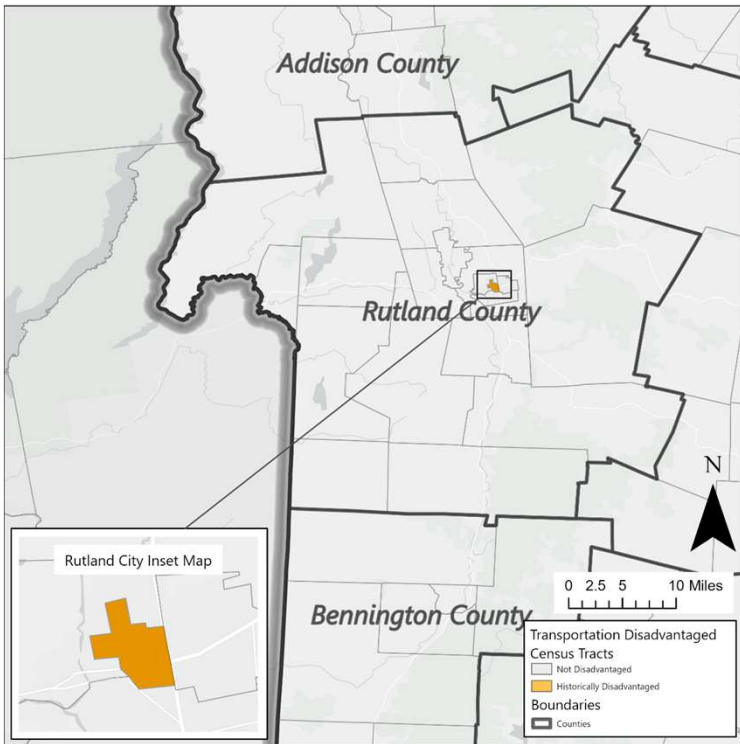 Addison County
Rutland County
N
Rutland City Inset Map
0 2.5 5 10 Miles
Bennington County
Transportation Disadvantaged
Census Tracts
Not Disadvantaged
Historically Disadvantaged
Boundaries
Counties